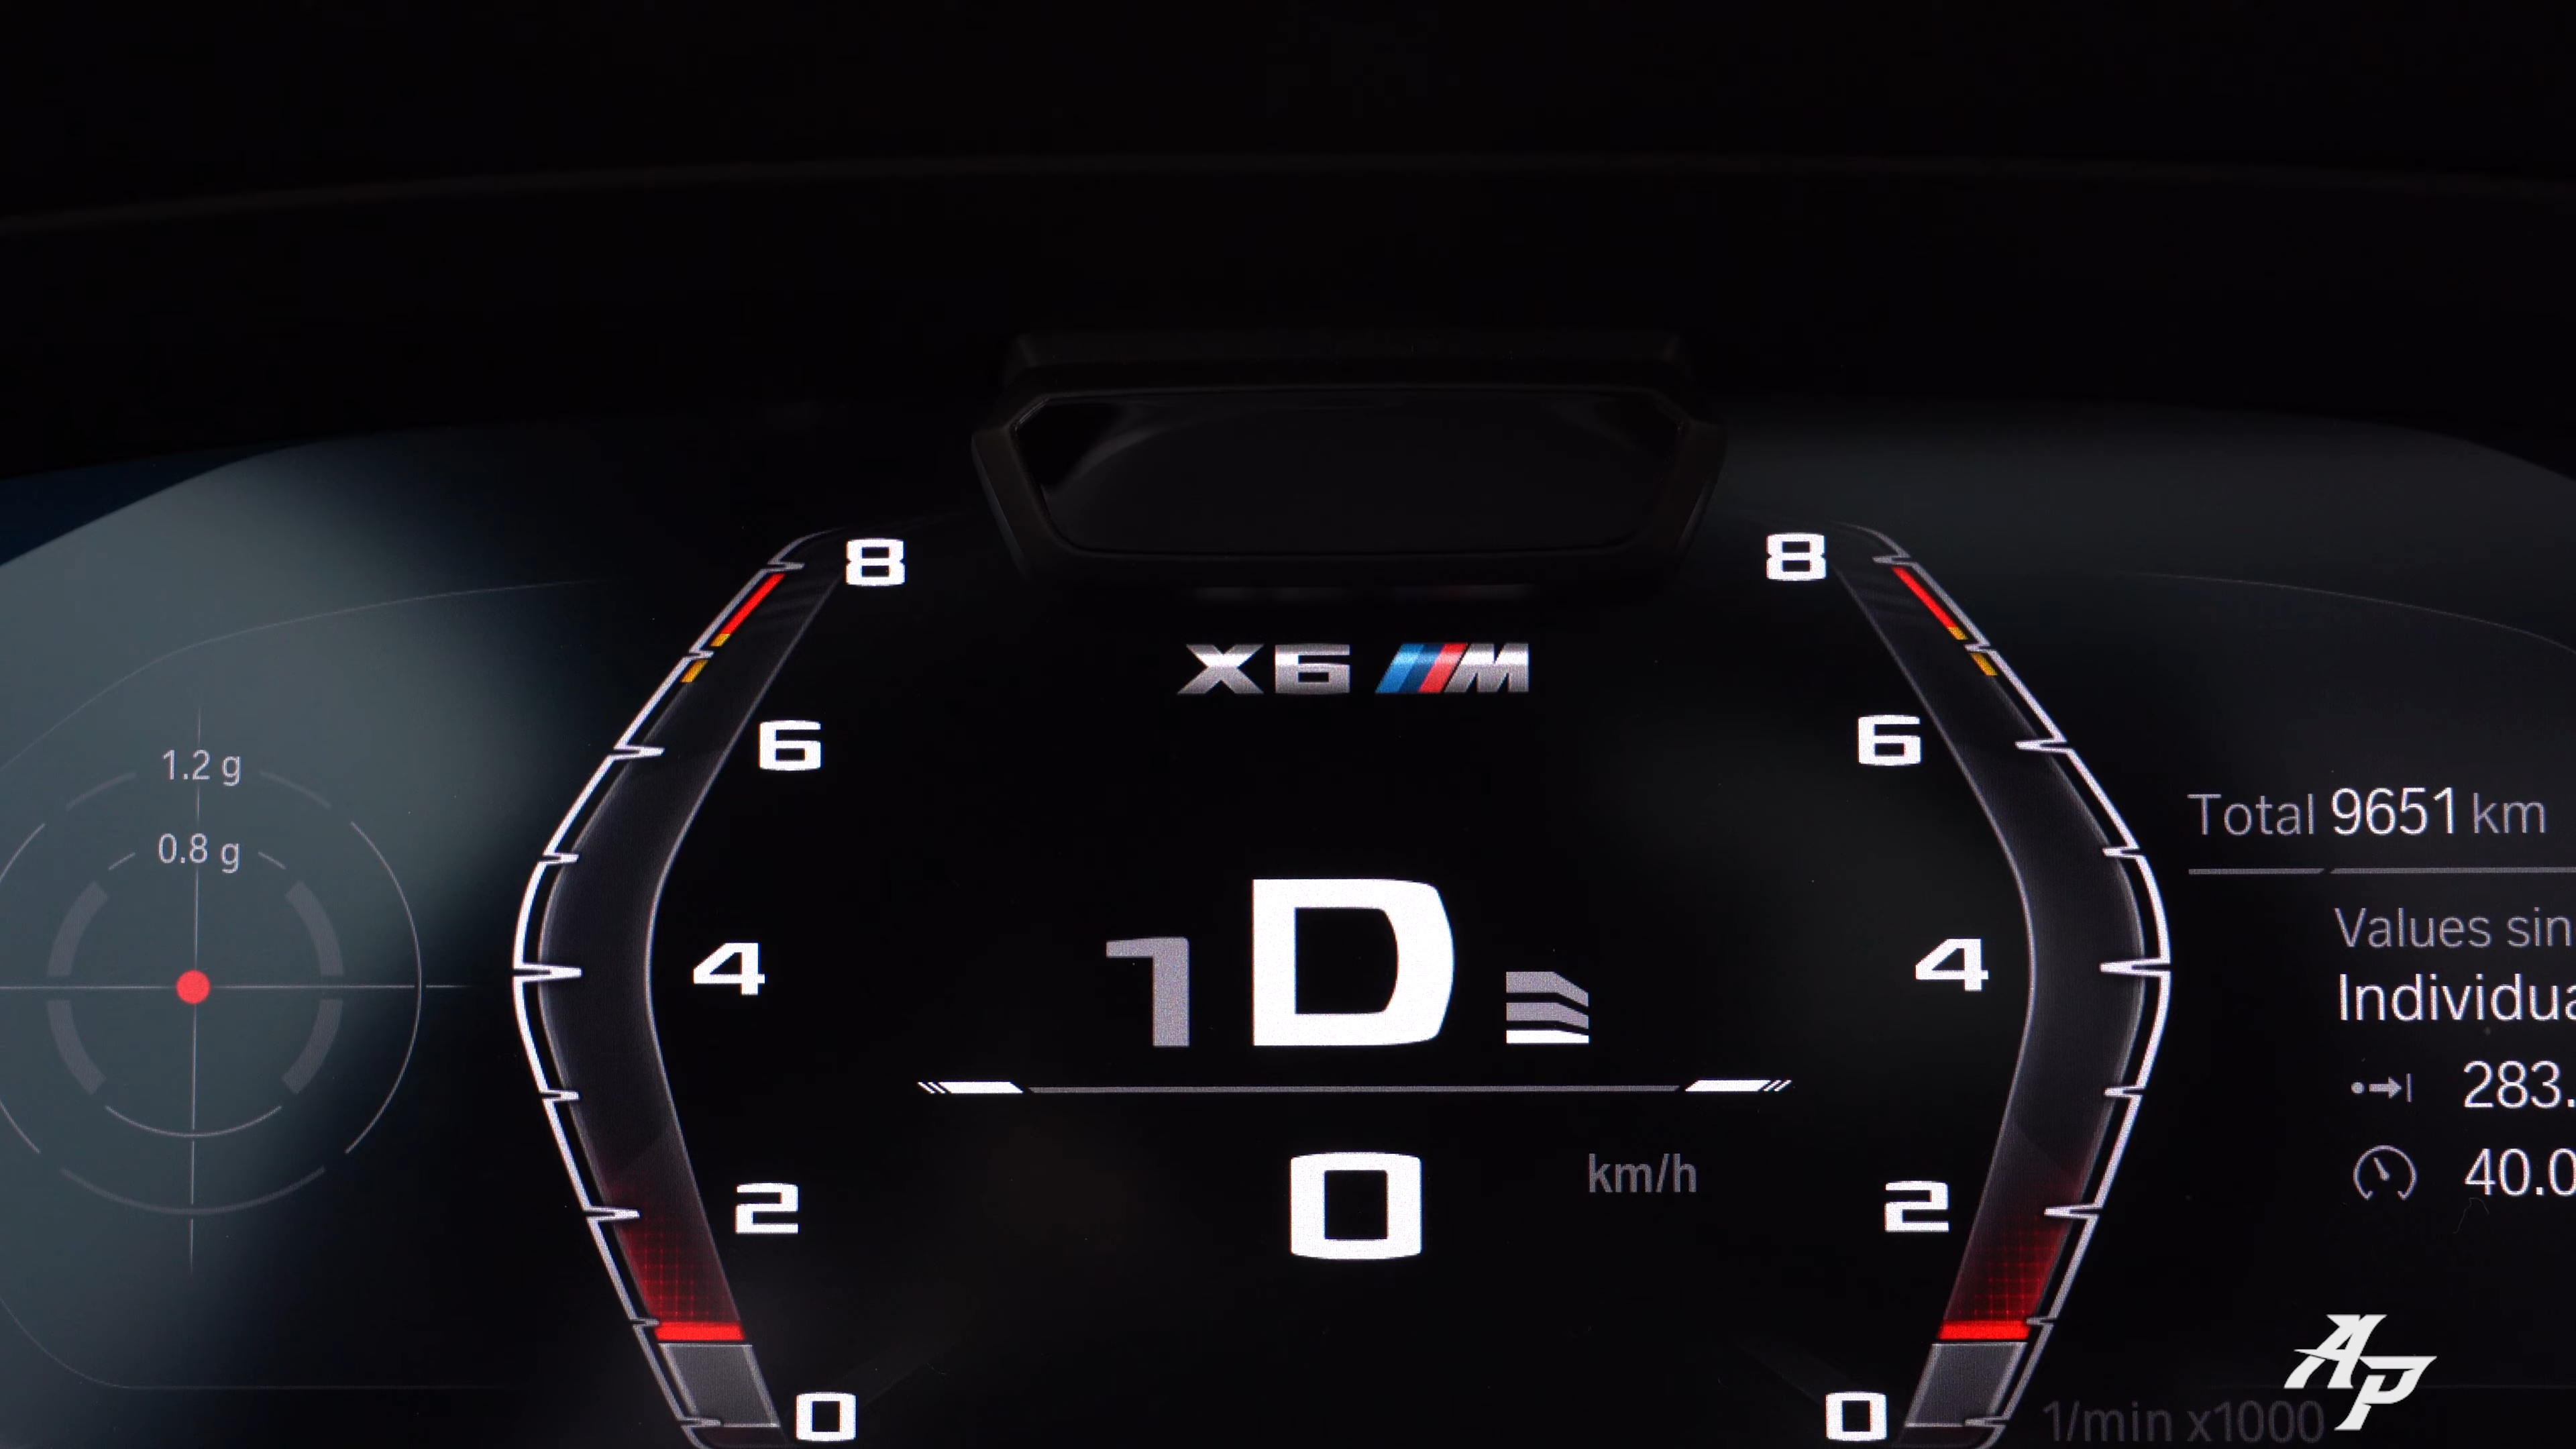 8 8
X6 M
6 6
1.2 g
Total 9651 km
0.8 g
Values sin
1 D
4 4
Individua
283.
km/h
40.0
0
2 2
0 0
1/min x1000
AP